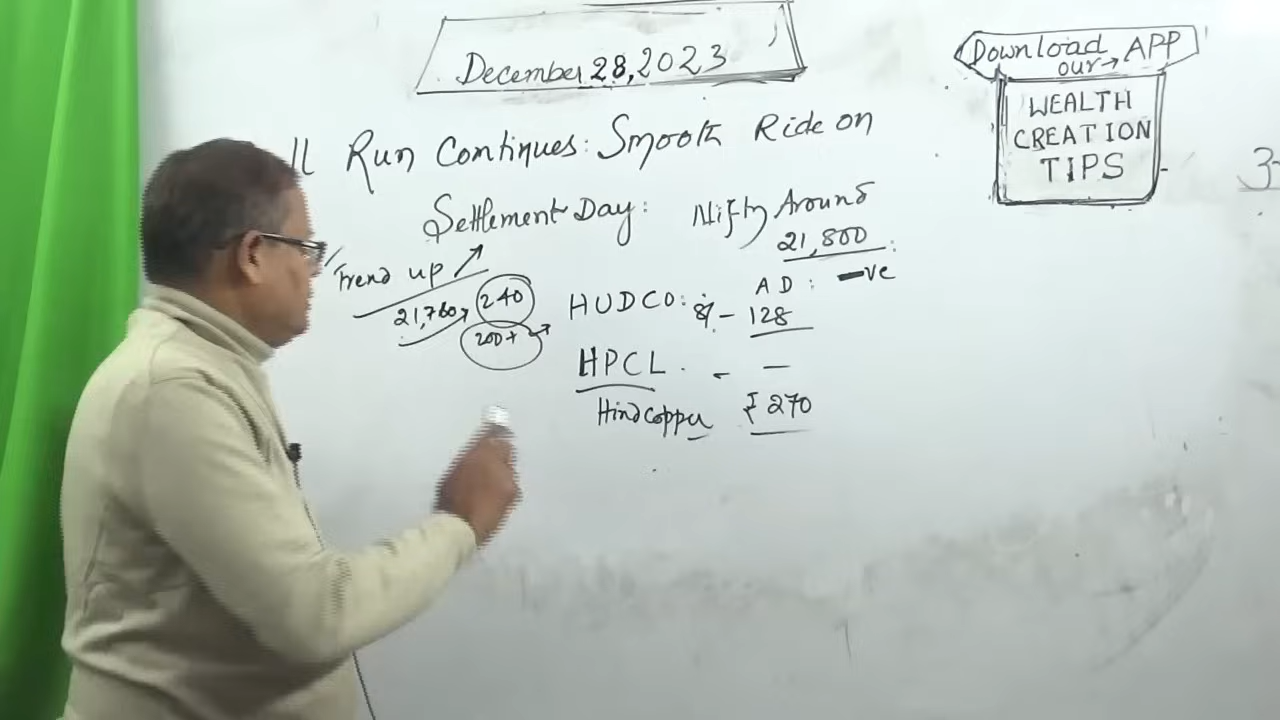 December 28, 2023
Download
our → APP
WEALTH
CREATION
TIPS
ll Run Continues: Smooth Ride on
Settlement Day: Nifty Around
21,800
Trend up ↗
AD: -ve
21,760 → 240
200+ →
HUDCO: - 128
HPCL. - —
Hindcopper ₹ 270